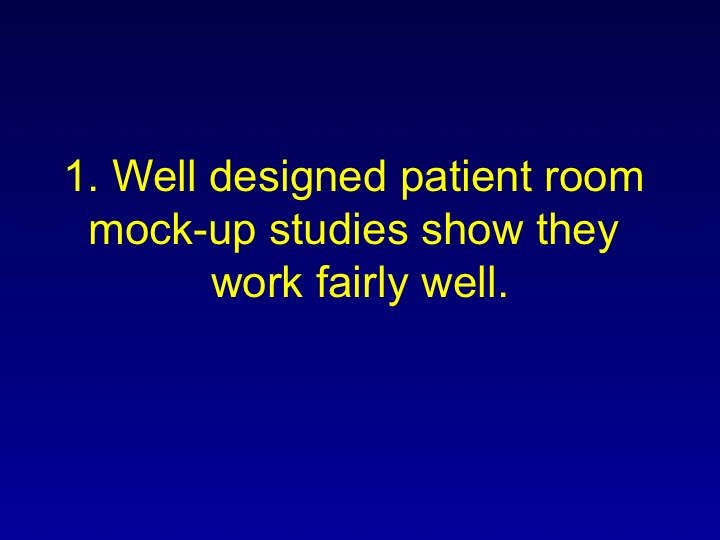 1. Well designed patient room
mock-up studies show they
work fairly well.